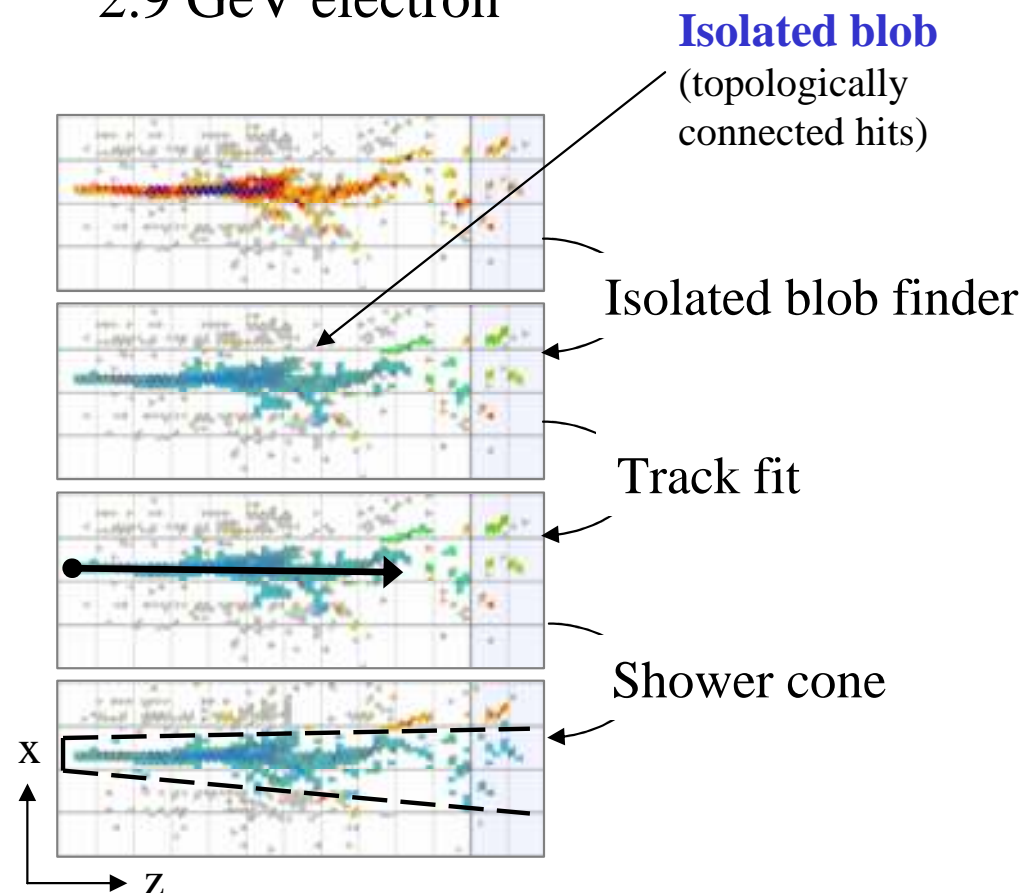 2.9 GeV electron
Isolated blob
(topologically
connected hits)
Isolated blob finder
Track fit
Shower cone
x
z